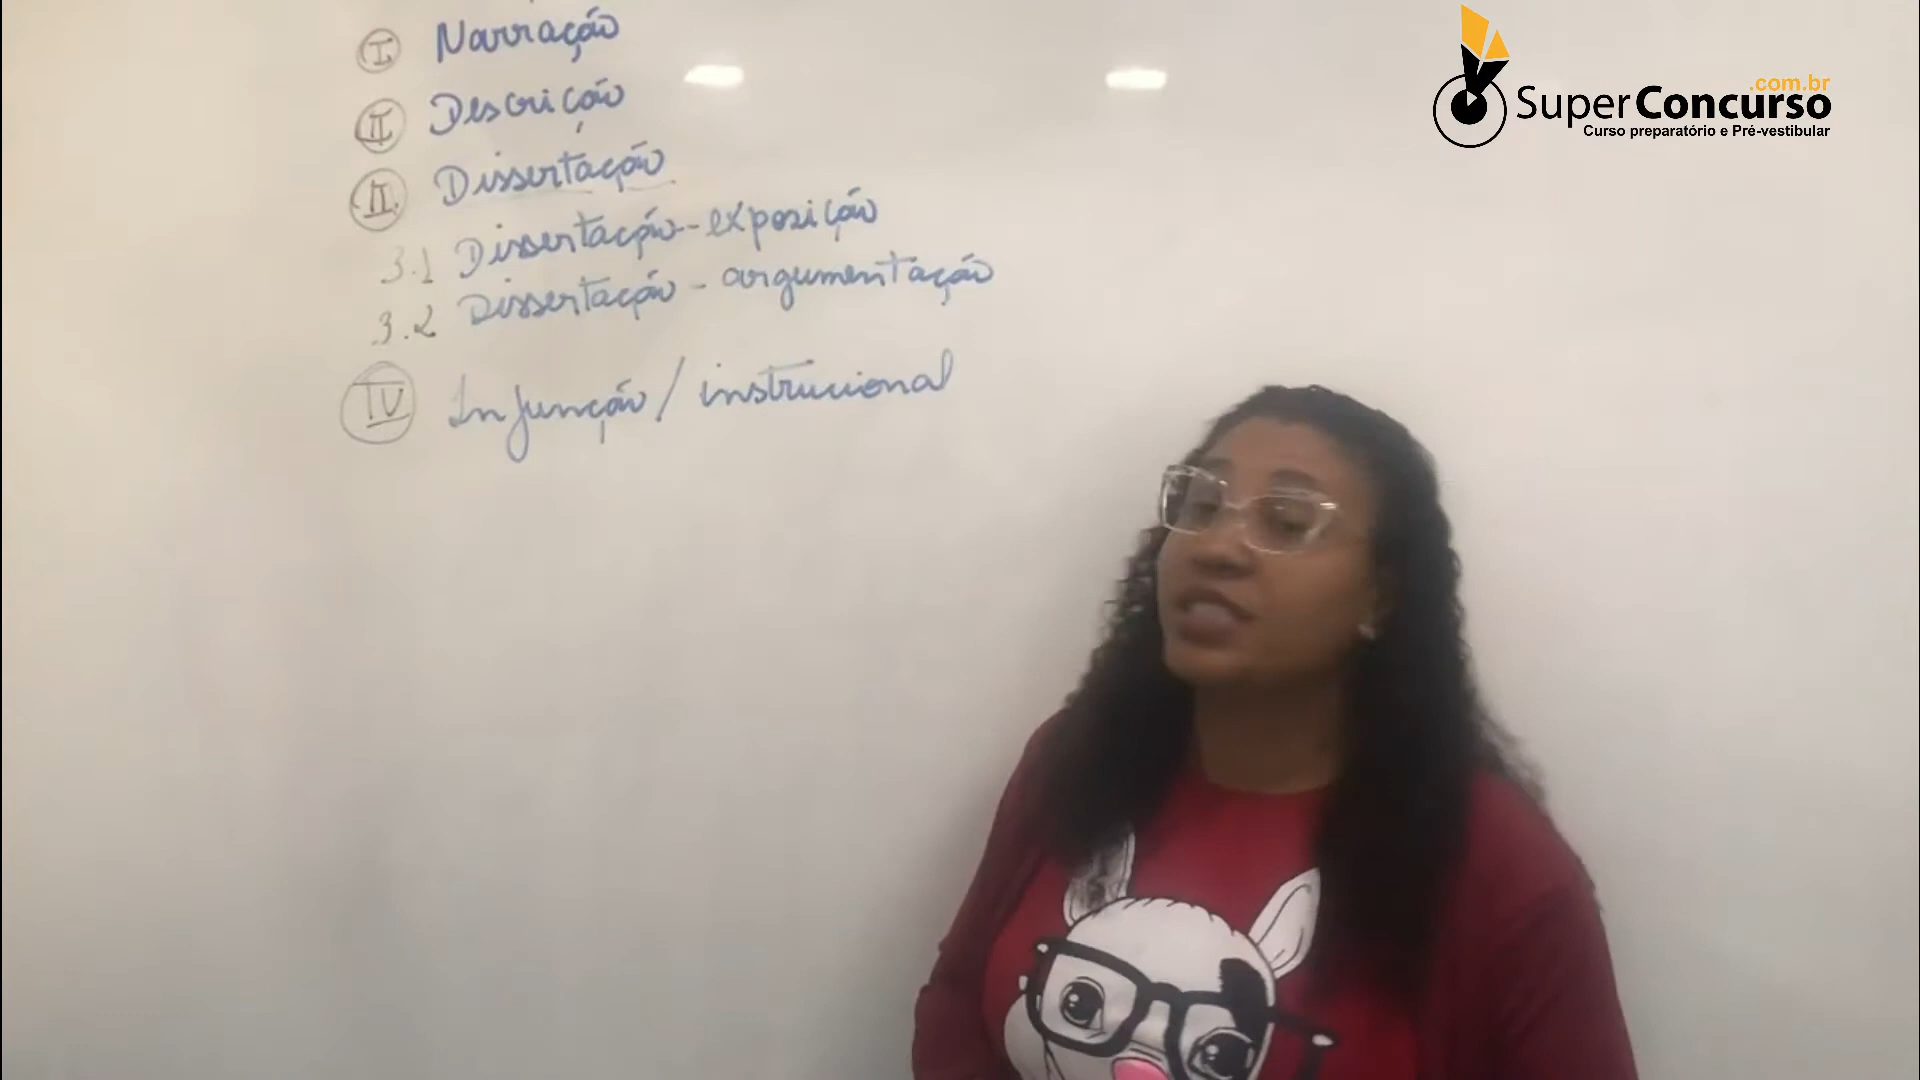 I Narração
II Descrição
II. Dissertação
3.1 Dissertação-exposição
3.2 Dissertação - argumentação
IV Injunção / instrucional
.com.br
SuperConcurso
Curso preparatório e Pré-vestibular